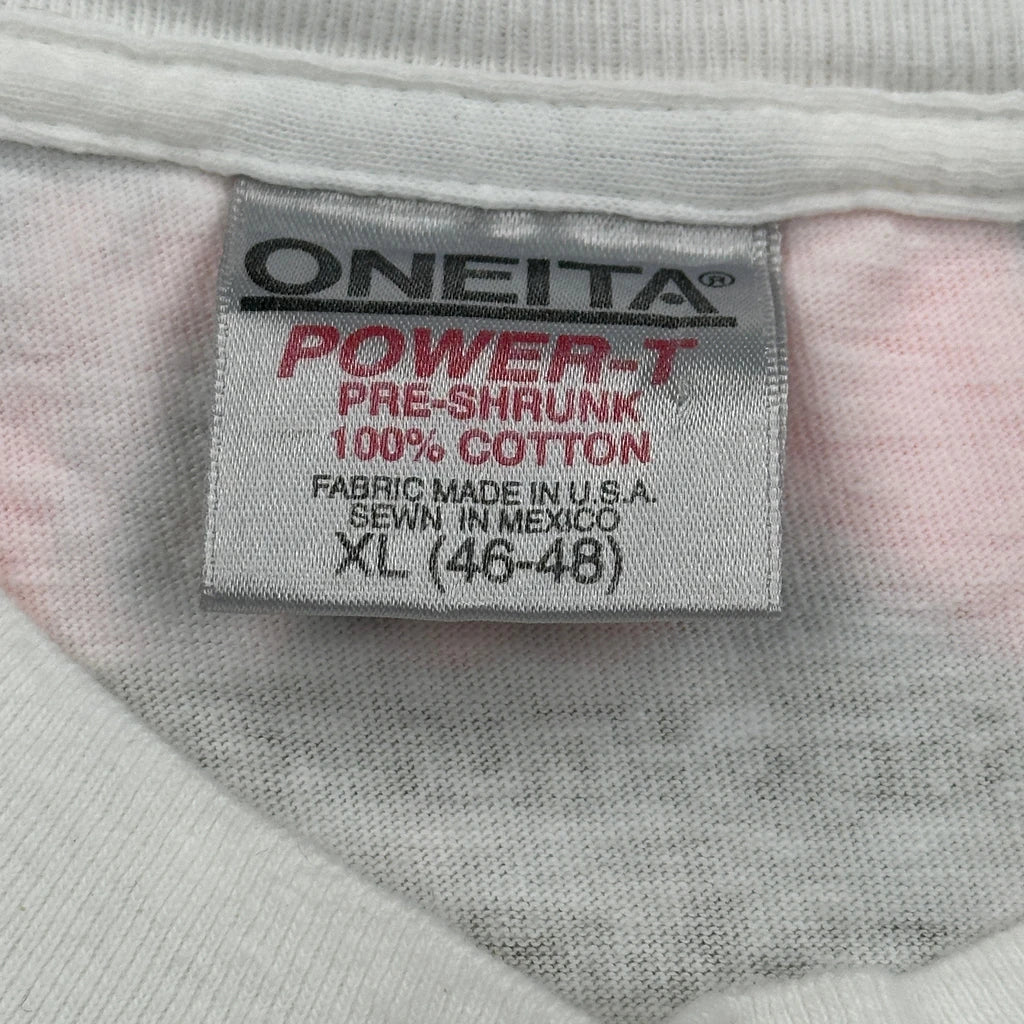 ONEITA®
POWER-T
PRE-SHRUNK
100% COTTON
FABRIC MADE IN U.S.A.
SEWN IN MEXICO
XL (46-48)